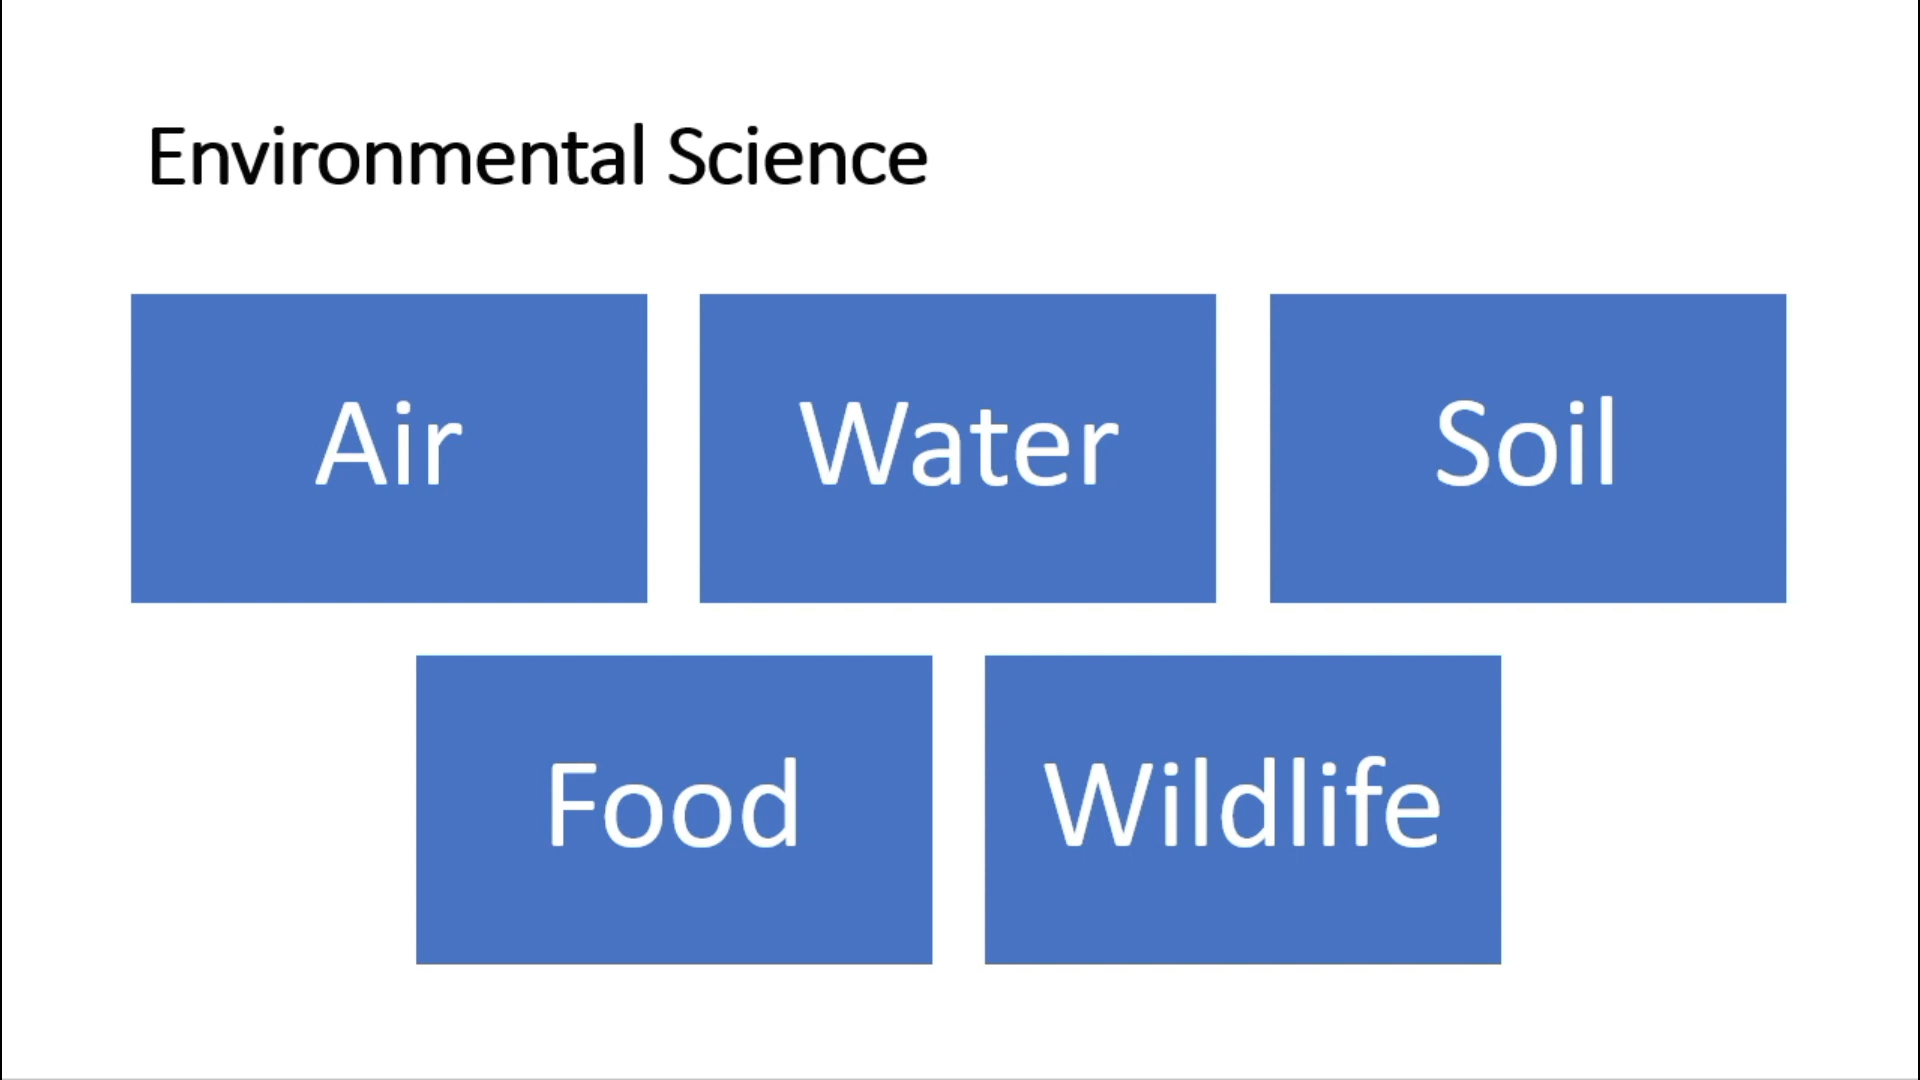 Environmental Science
Air
Water
Soil
Food
Wildlife